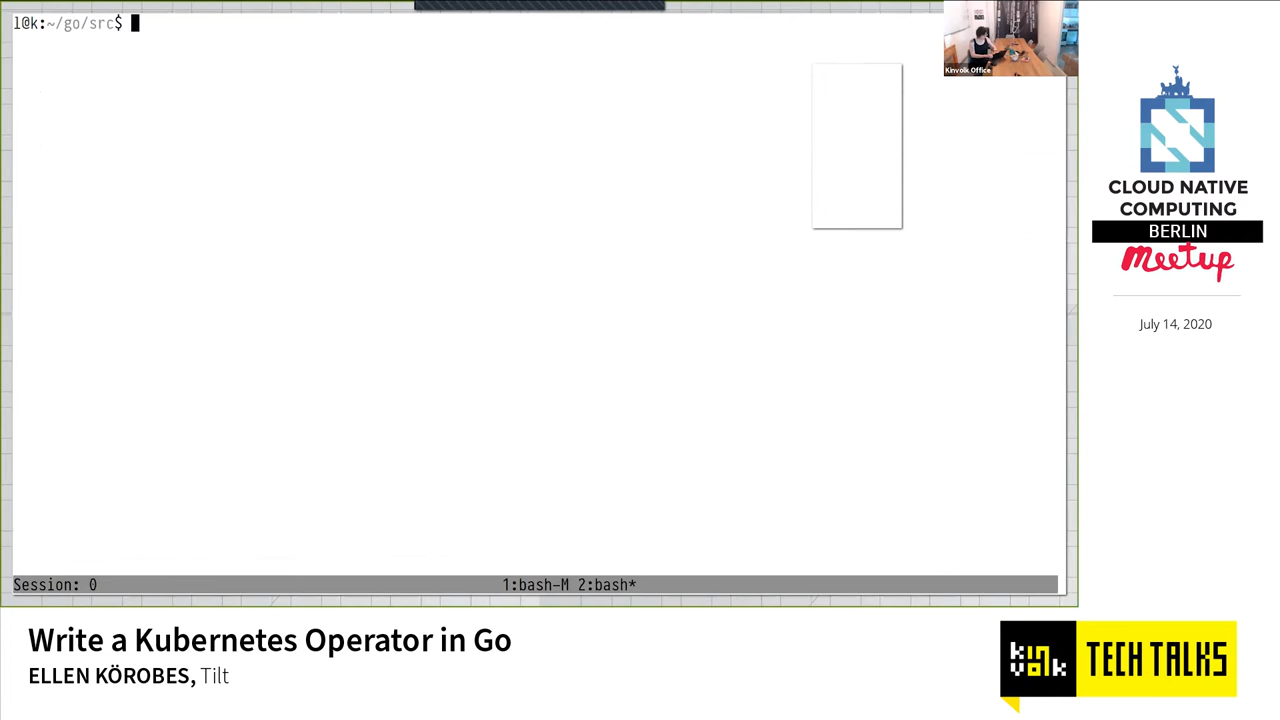 l@k:~/go/src$
Kinvolk Office
CLOUD NATIVE
COMPUTING
BERLIN
Meetup
July 14, 2020
Session: 0 1:bash-M 2:bash*
Write a Kubernetes Operator in Go
ELLEN KÖROBES, Tilt
kinvolk TECH TALKS